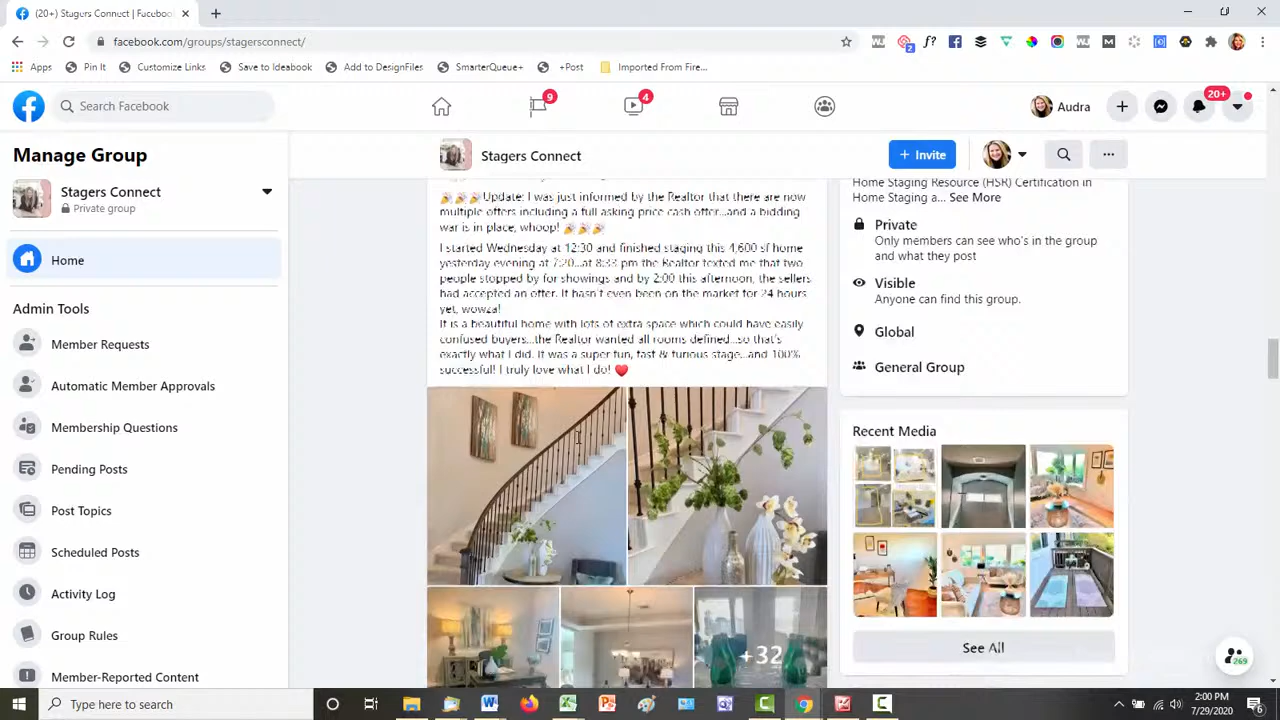 (20+) Stagers Connect | Facebook
facebook.com/groups/stagersconnect/
Apps Pin It Customize Links Save to Ideabook Add to DesignFiles SmarterQueue+ +Post Imported From Fire...
Search Facebook 9 4 Audra 20+
Manage Group
Stagers Connect
Private group
Home
Admin Tools
Member Requests
Automatic Member Approvals
Membership Questions
Pending Posts
Post Topics
Scheduled Posts
Activity Log
Group Rules
Member-Reported Content
Stagers Connect + Invite
Update: I was just informed by the Realtor that there are now
multiple offers including a full asking price cash offer...and a bidding
war is in place, whoop!
I started Wednesday at 12:30 and finished staging this 4,600 sf home
yesterday evening at 7:20...at 8:33 pm the Realtor texted me that two
people stopped by for showings and by 2:00 this afternoon, the sellers
had accepted an offer. It hasn't even been on the market for 24 hours
yet, wowza!
It is a beautiful home with lots of extra space which could have easily
confused buyers...the Realtor wanted all rooms defined...so that's
exactly what I did. It was a super fun, fast & furious stage...and 100%
successful! I truly love what I do!
+32
Home Staging Resource (HSR) Certification in
Home Staging a... See More
Private
Only members can see who's in the group
and what they post
Visible
Anyone can find this group.
Global
General Group
Recent Media
See All
269
Type here to search
2:00 PM
7/29/2020